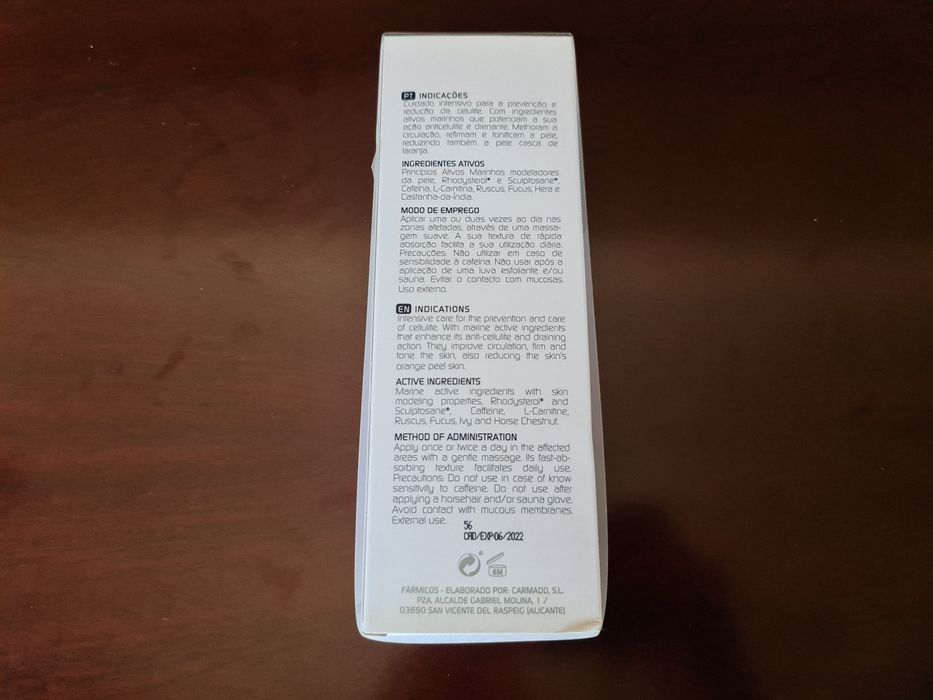 PT INDICAÇÕES
Cuidado intensivo para a prevenção e
redução da celulite. Com ingredientes
ativos marinhos que potenciam a sua
ação anticelulite e drenante. Melhoram a
circulação, refirmam e tonificam a pele,
reduzindo também a pele casca de
laranja.
INGREDIENTES ATIVOS
Princípios Ativos Marinhos modeladores
da pele, Rhodysterol® e Sculptosane®,
Cafeína, L-Carnitina, Ruscus, Fucus, Hera e
Castanha-da-Índia.
MODO DE EMPREGO
Aplicar uma ou duas vezes ao dia nas
zonas afetadas, através de uma massa-
gem suave. A sua textura de rápida
absorção facilita a sua utilização diária.
Precauções: Não utilizar em caso de
sensibilidade à cafeína. Não usar após a
aplicação de uma luva esfoliante e/ou
sauna. Evitar o contacto com mucosas.
Uso externo.
EN INDICATIONS
Intensive care for the prevention and care
of cellulite. With marine active ingredients
that enhance its anti-cellulite and draining
action. They improve circulation, firm and
tone the skin, also reducing the skin's
orange peel skin.
ACTIVE INGREDIENTS
Marine active ingredients with skin
modeling properties, Rhodysterol® and
Sculptosane®, Caffeine, L-Carnitine,
Ruscus, Fucus, Ivy and Horse Chestnut.
METHOD OF ADMINISTRATION
Apply once or twice a day in the affected
areas with a gentle massage. Its fast-ab-
sorbing texture facilitates daily use.
Precautions: Do not use in case of know
sensitivity to caffeine. Do not use after
applying a horsehair and/or sauna glove.
Avoid contact with mucous membranes.
External use.
56
CAD/EXP:06/2022
6M
FÁRMICOS - ELABORADO POR: CARMADO, S.L.
PZA. ALCALDE GABRIEL MOLINA, 1 /
03690 SAN VICENTE DEL RASPEIG (ALICANTE)